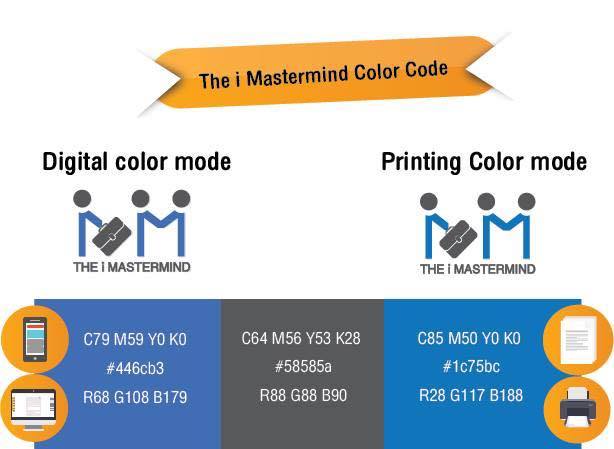 The i Mastermind Color Code
Digital color mode
Printing Color mode
THE i MASTERMIND
THE i MASTERMIND
C79 M59 Y0 K0
#446cb3
R68 G108 B179
C64 M56 Y53 K28
#58585a
R88 G88 B90
C85 M50 Y0 K0
#1c75bc
R28 G117 B188